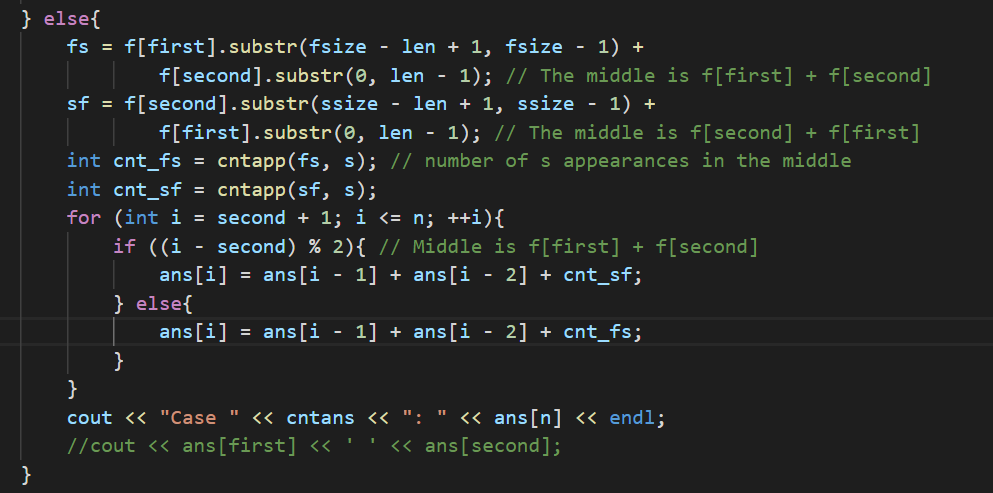 } else{
    fs = f[first].substr(fsize - len + 1, fsize - 1) +
            f[second].substr(0, len - 1); // The middle is f[first] + f[second]
    sf = f[second].substr(ssize - len + 1, ssize - 1) +
            f[first].substr(0, len - 1); // The middle is f[second] + f[first]
    int cnt_fs = cntapp(fs, s); // number of s appearances in the middle
    int cnt_sf = cntapp(sf, s);
    for (int i = second + 1; i <= n; ++i){
        if ((i - second) % 2){ // Middle is f[first] + f[second]
            ans[i] = ans[i - 1] + ans[i - 2] + cnt_sf;
        } else{
            ans[i] = ans[i - 1] + ans[i - 2] + cnt_fs;
        }
    }
    cout << "Case " << cntans << ": " << ans[n] << endl;
    //cout << ans[first] << ' ' << ans[second];
}